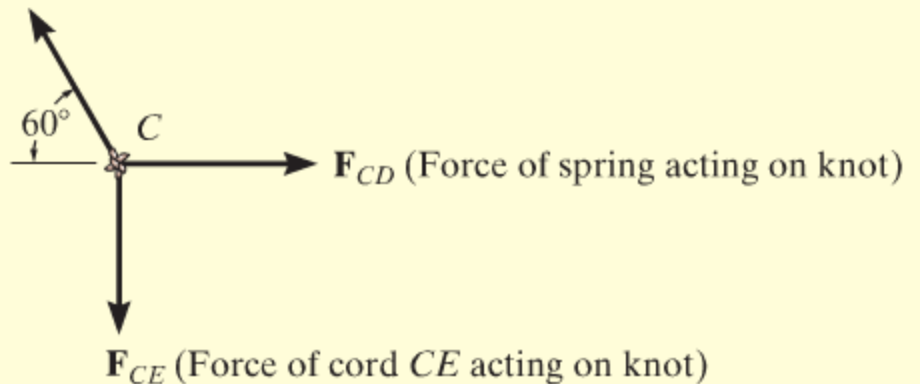 60°
C
F_CD (Force of spring acting on knot)
F_CE (Force of cord CE acting on knot)